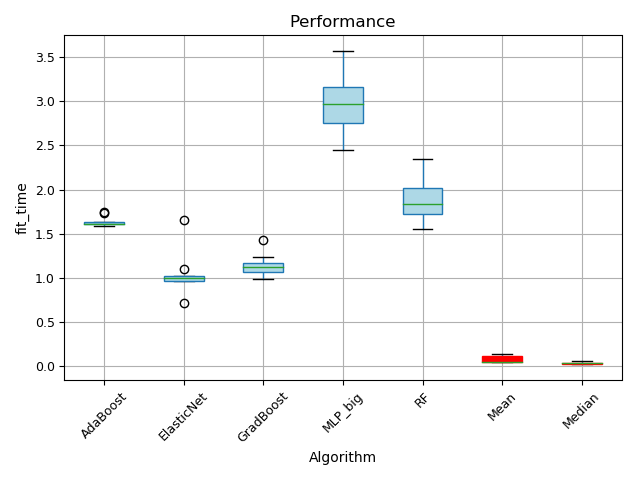 Performance
fit_time
3.5
3.0
2.5
2.0
1.5
1.0
0.5
0.0
AdaBoost
ElasticNet
GradBoost
MLP_big
RF
Mean
Median
Algorithm